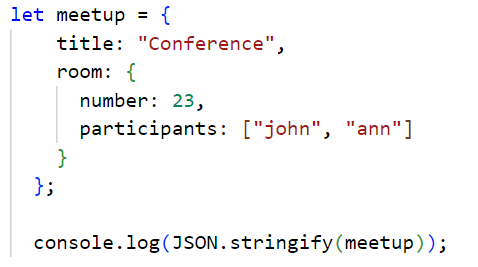 let meetup = {
    title: "Conference",
    room: {
      number: 23,
      participants: ["john", "ann"]
    }
  };
  console.log(JSON.stringify(meetup));